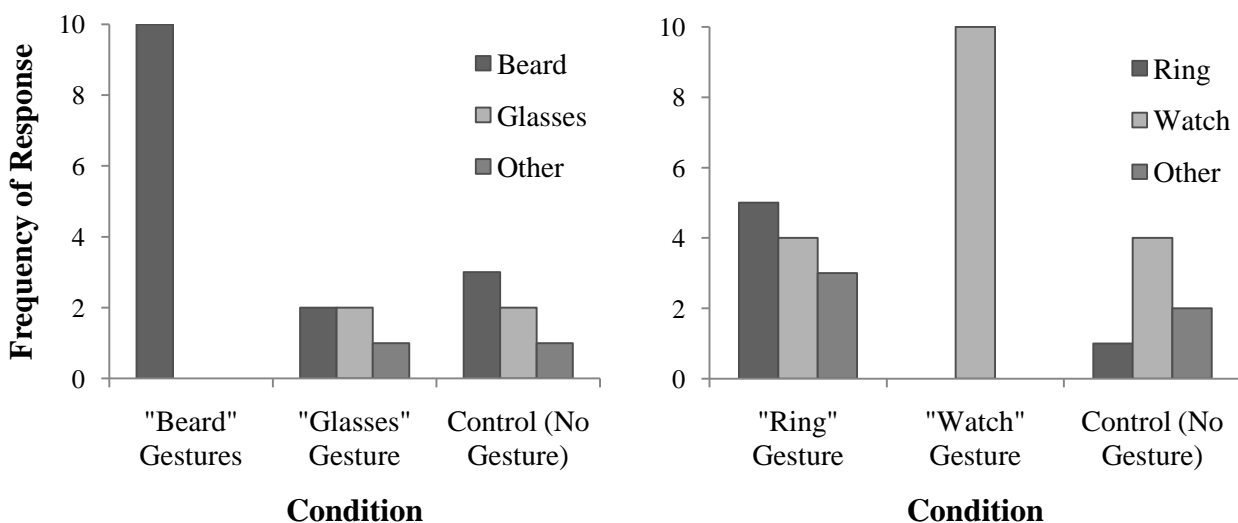 Frequency of Response
10
8
6
4
2
0
Beard
Glasses
Other
"Beard"
Gestures
"Glasses"
Gesture
Control (No
Gesture)
Condition
10
8
6
4
2
0
Ring
Watch
Other
"Ring"
Gesture
"Watch"
Gesture
Control (No
Gesture)
Condition